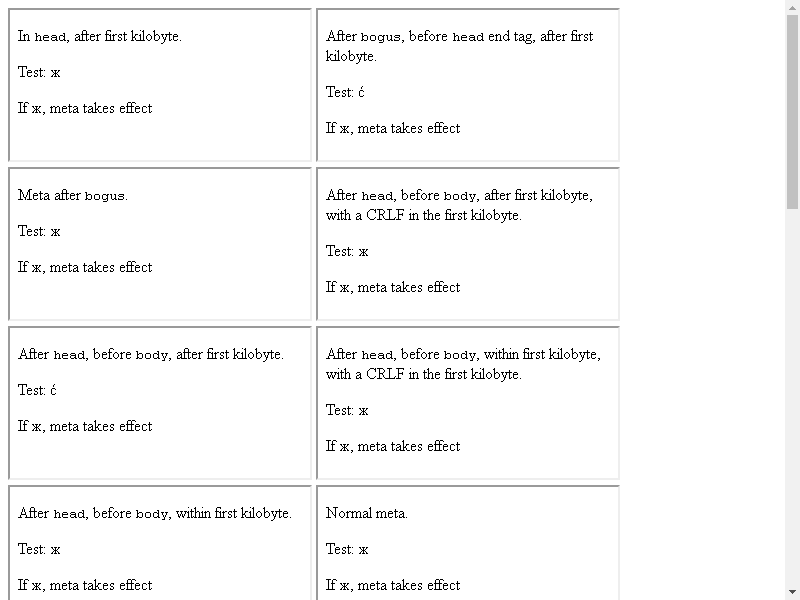 In head, after first kilobyte.
Test: ж
If ж, meta takes effect
After bogus, before head end tag, after first
kilobyte.
Test: ć
If ж, meta takes effect
Meta after bogus.
Test: ж
If ж, meta takes effect
After head, before body, after first kilobyte,
with a CRLF in the first kilobyte.
Test: ж
If ж, meta takes effect
After head, before body, after first kilobyte.
Test: ć
If ж, meta takes effect
After head, before body, within first kilobyte,
with a CRLF in the first kilobyte.
Test: ж
If ж, meta takes effect
After head, before body, within first kilobyte.
Test: ж
If ж, meta takes effect
Normal meta.
Test: ж
If ж, meta takes effect